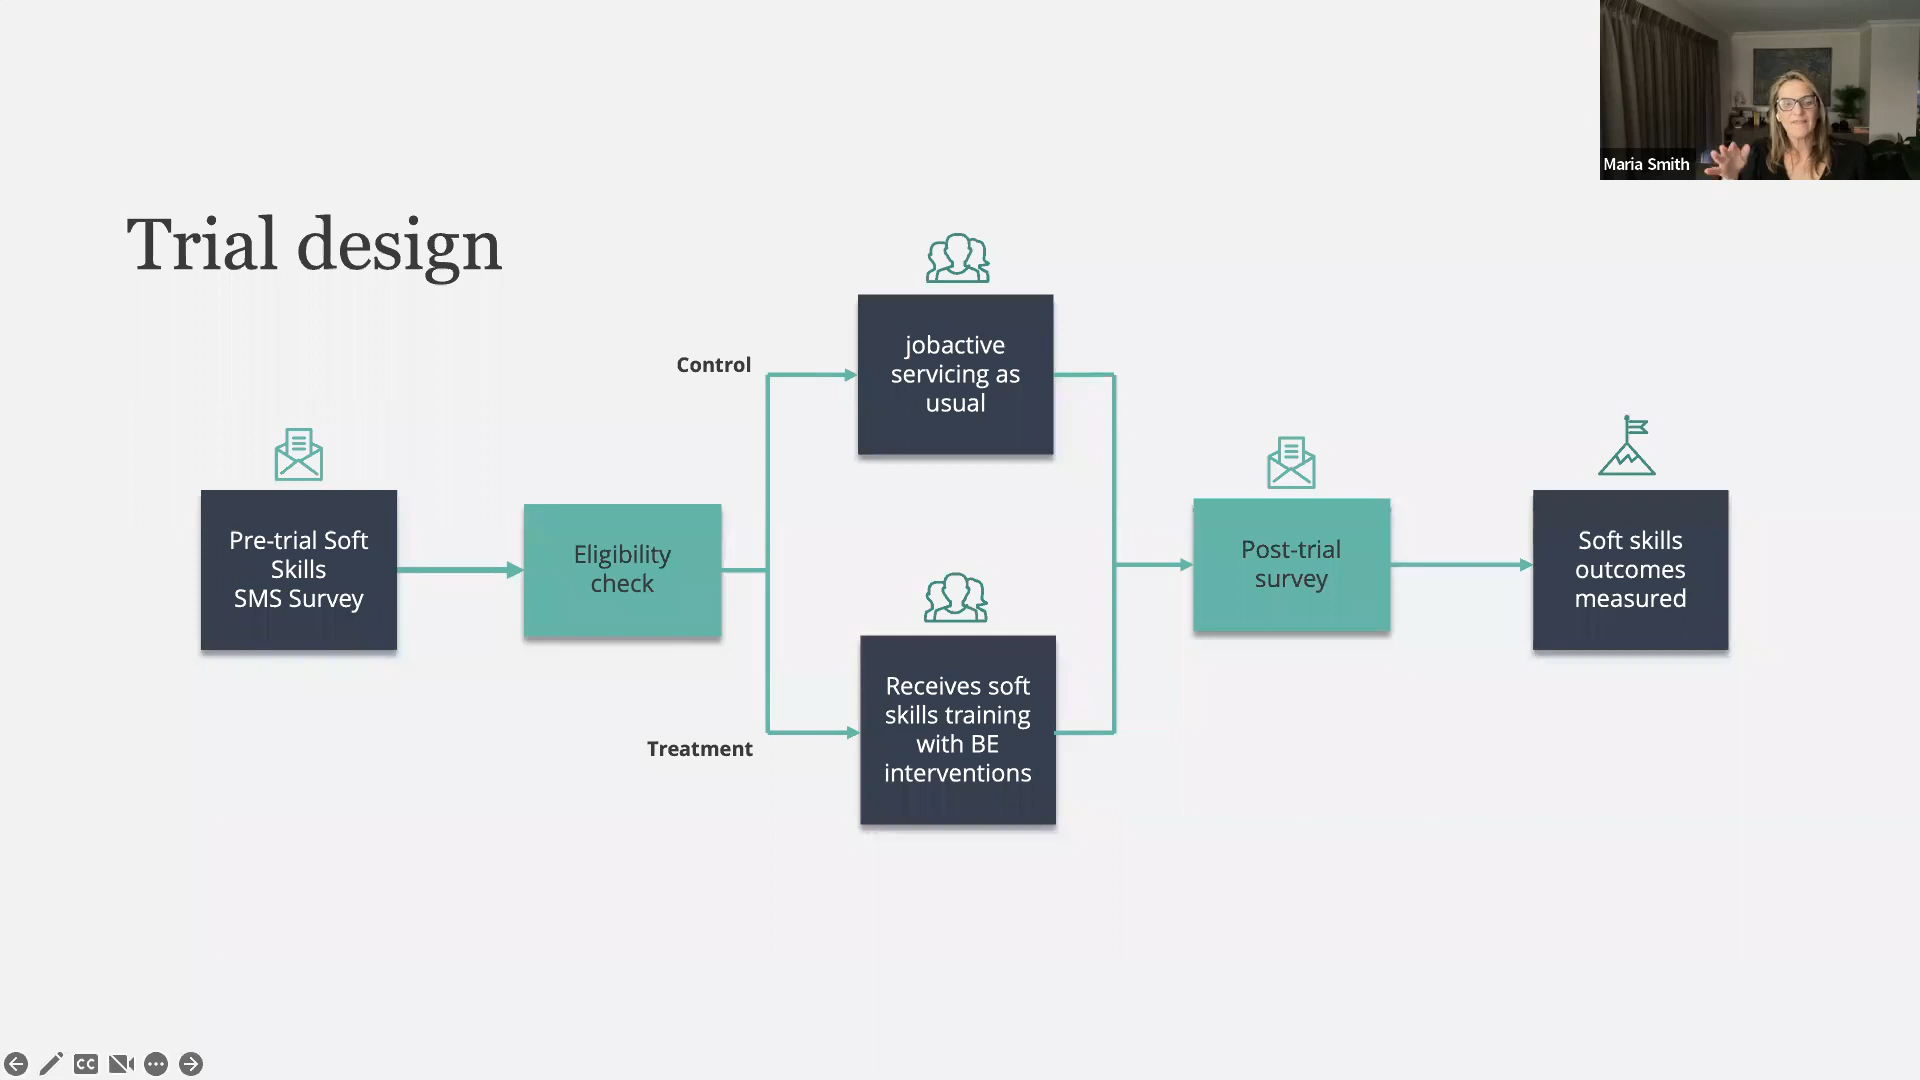 Maria Smith
Trial design
Control
jobactive
servicing as
usual
Pre-trial Soft
Skills
SMS Survey
Eligibility
check
Treatment
Receives soft
skills training
with BE
interventions
Post-trial
survey
Soft skills
outcomes
measured
CC